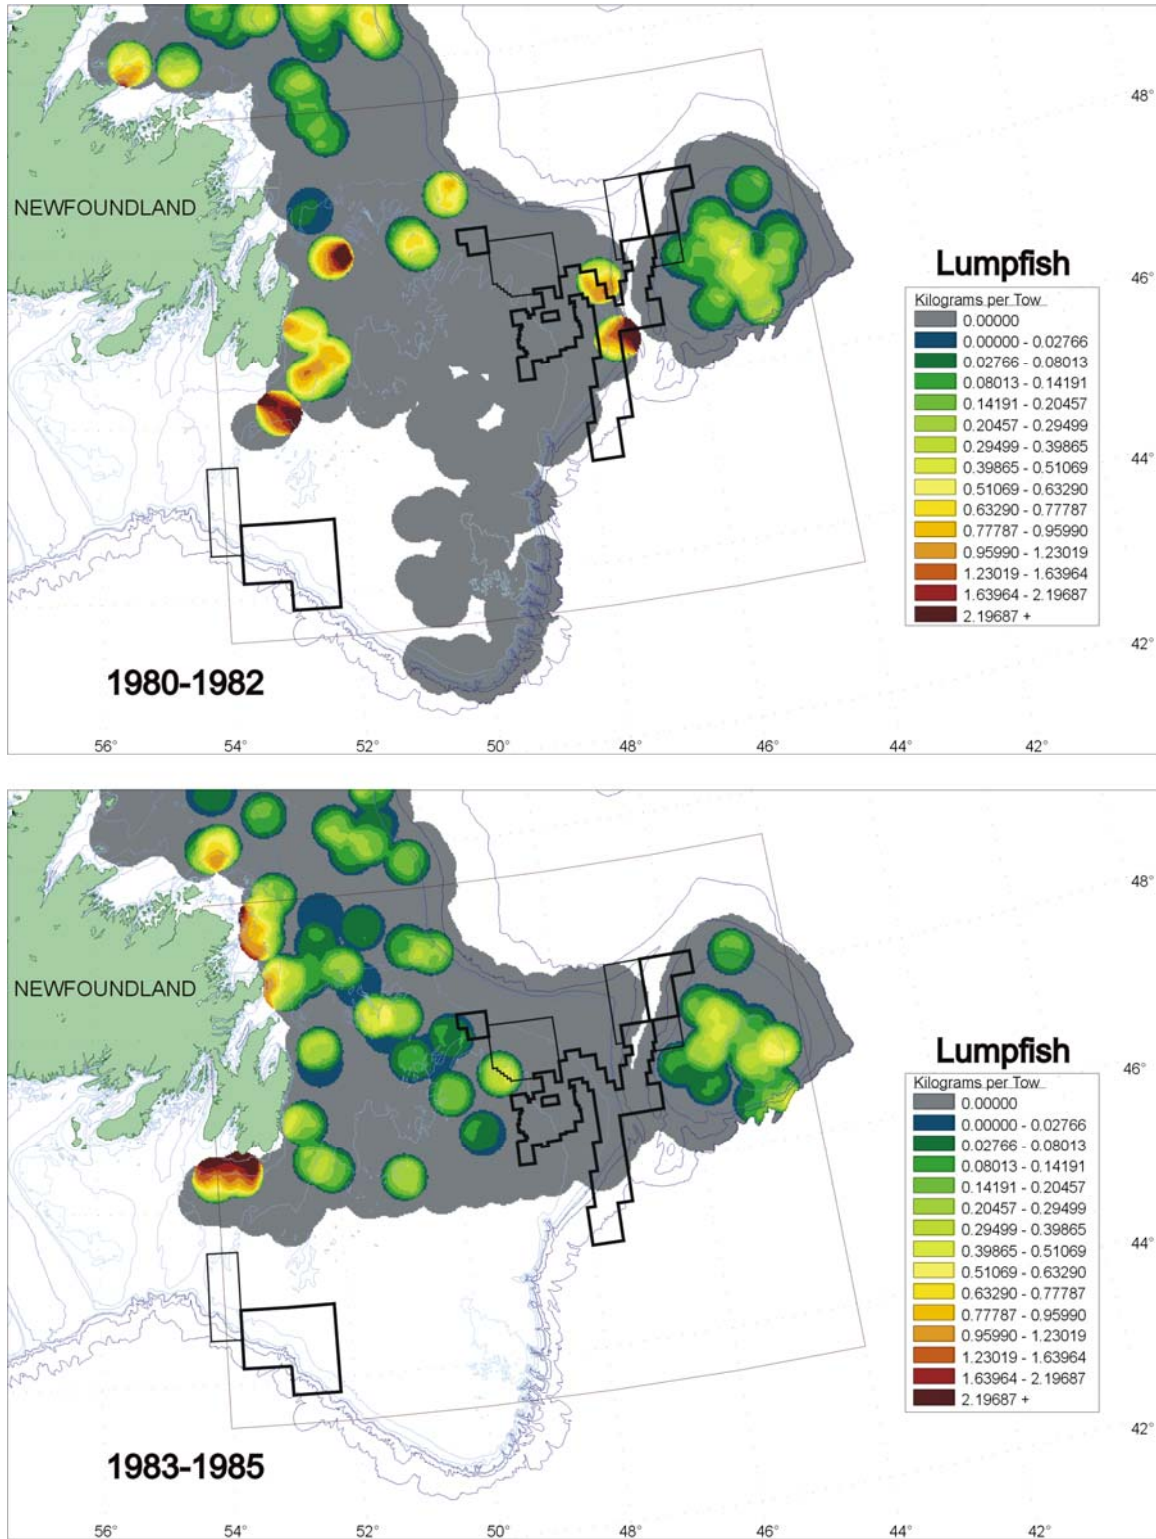 48°
NEWFOUNDLAND
46°
Lumpfish
Kilograms per Tow
0.00000
0.00000 - 0.02766
0.02766 - 0.08013
0.08013 - 0.14191
0.14191 - 0.20457
0.20457 - 0.29499
0.29499 - 0.39865
0.39865 - 0.51069
0.51069 - 0.63290
0.63290 - 0.77787
0.77787 - 0.95990
0.95990 - 1.23019
1.23019 - 1.63964
1.63964 - 2.19687
2.19687 +
44°
42°
1980-1982
56° 54° 52° 50° 48° 46° 44° 42°
48°
NEWFOUNDLAND
46°
Lumpfish
Kilograms per Tow
0.00000
0.00000 - 0.02766
0.02766 - 0.08013
0.08013 - 0.14191
0.14191 - 0.20457
0.20457 - 0.29499
0.29499 - 0.39865
0.39865 - 0.51069
0.51069 - 0.63290
0.63290 - 0.77787
0.77787 - 0.95990
0.95990 - 1.23019
1.23019 - 1.63964
1.63964 - 2.19687
2.19687 +
44°
42°
1983-1985
56° 54° 52° 50° 48° 46° 44° 42°